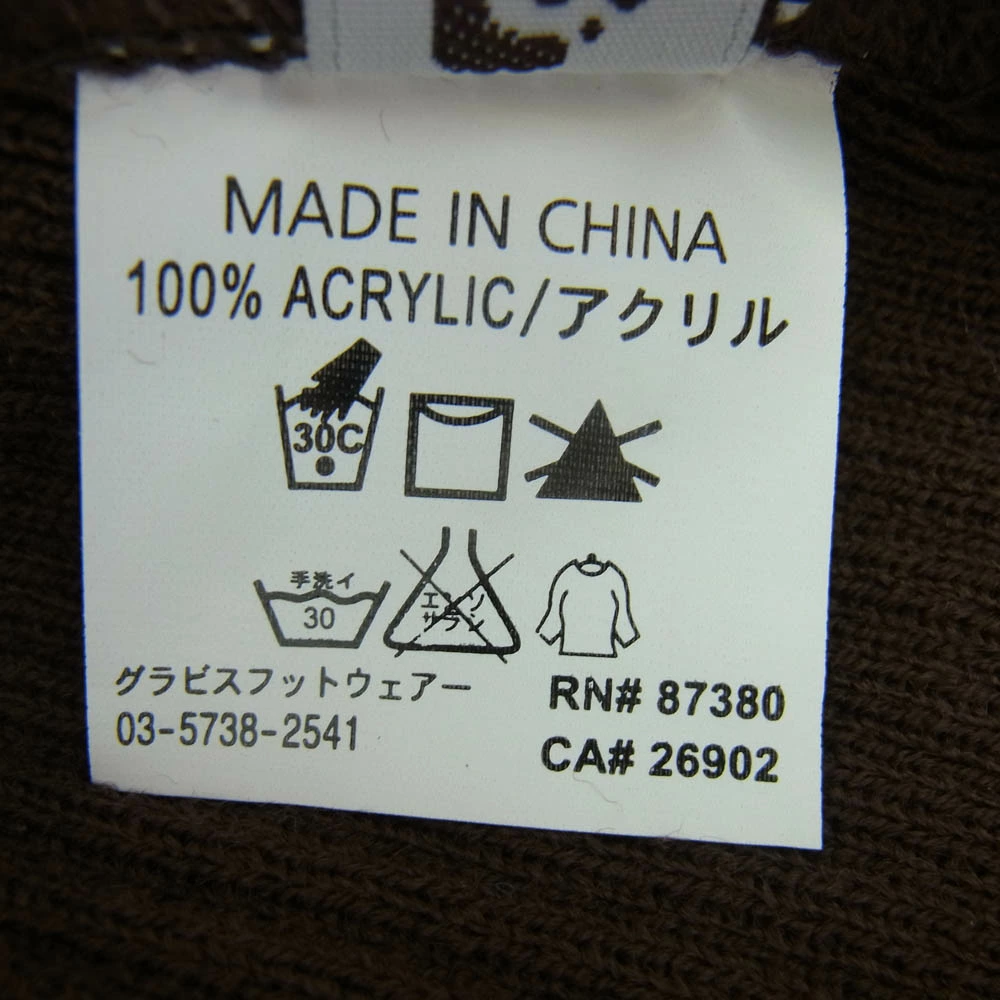 MADE IN CHINA
100% ACRYLIC/アクリル
30C
手洗イ
30
エンソ
サラシ
グラビスフットウェアー
03-5738-2541
RN# 87380
CA# 26902